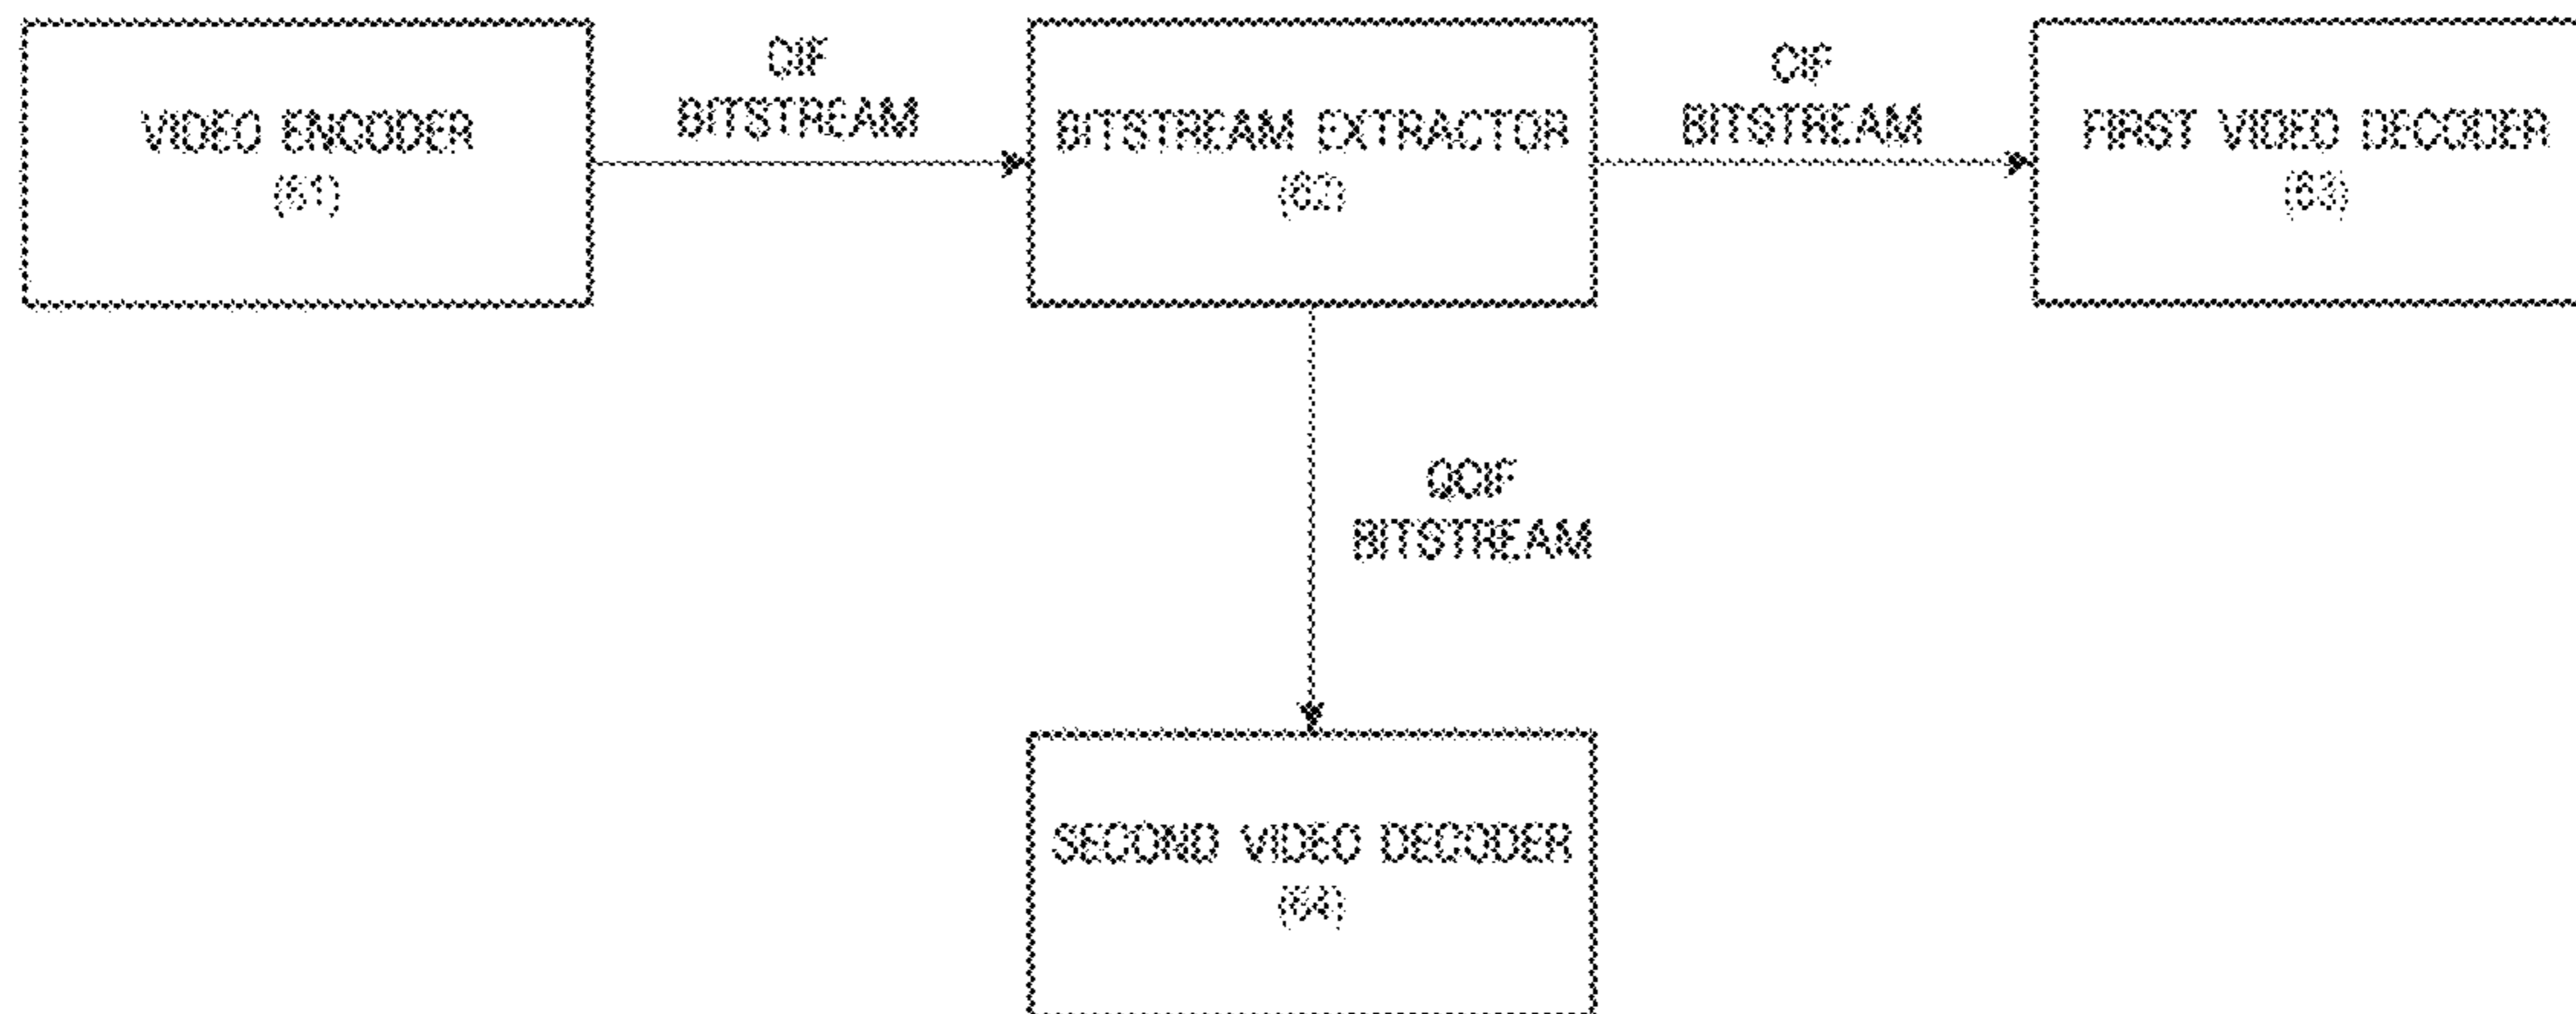 VIDEO ENCODER
(61)
CIF
BITSTREAM
BITSTREAM EXTRACTOR
(62)
CIF
BITSTREAM
FIRST VIDEO DECODER
(63)
QCIF
BITSTREAM
SECOND VIDEO DECODER
(64)